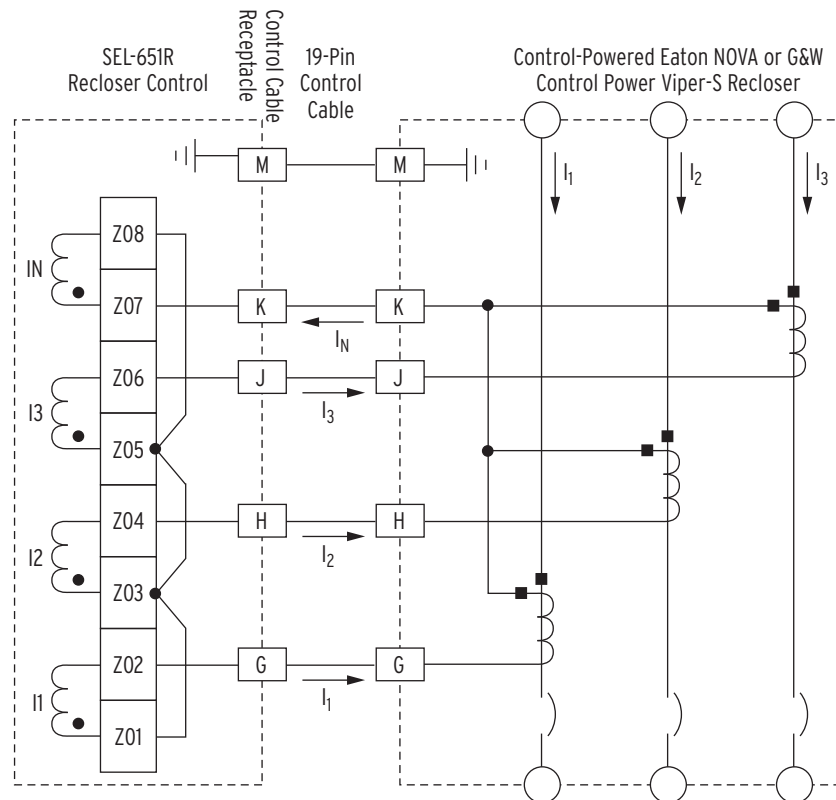 SEL-651R
Recloser Control
Control Cable
Receptacle
19-Pin
Control
Cable
Control-Powered Eaton NOVA or G&W
Control Power Viper-S Recloser
M
M
I1
I2
I3
Z08
IN
Z07
K
K
IN
Z06
J
J
I3
I3
Z05
Z04
H
H
I2
I2
Z03
Z02
G
G
I1
I1
Z01